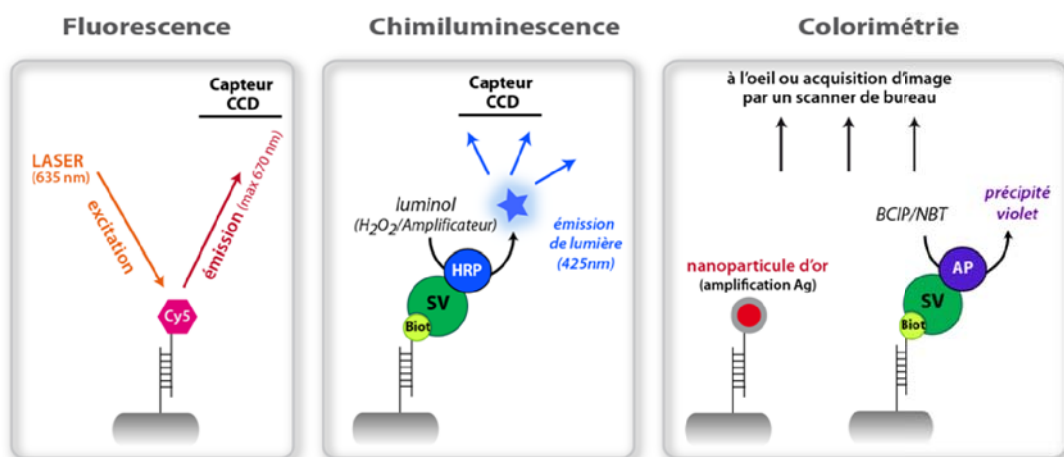 Fluorescence
Capteur
CCD
LASER
(635 nm)
excitation
émission (max 670 nm)
Cy5
Chimiluminescence
Capteur
CCD
luminol
(H₂O₂/Amplificateur)
émission
de lumière
(425nm)
HRP
SV
Biot
Colorimétrie
à l'oeil ou acquisition d'image
par un scanner de bureau
nanoparticule d'or
(amplification Ag)
BCIP/NBT
précipité
violet
AP
SV
Biot